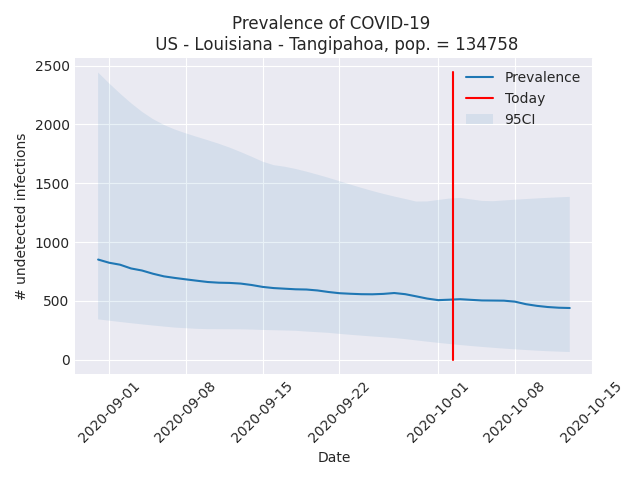 Prevalence of COVID-19
US - Louisiana - Tangipahoa, pop. = 134758
2500
2000
1500
1000
500
0
# undetected infections
Prevalence
Today
95CI
2020-09-01
2020-09-08
2020-09-15
2020-09-22
2020-10-01
2020-10-08
2020-10-15
Date